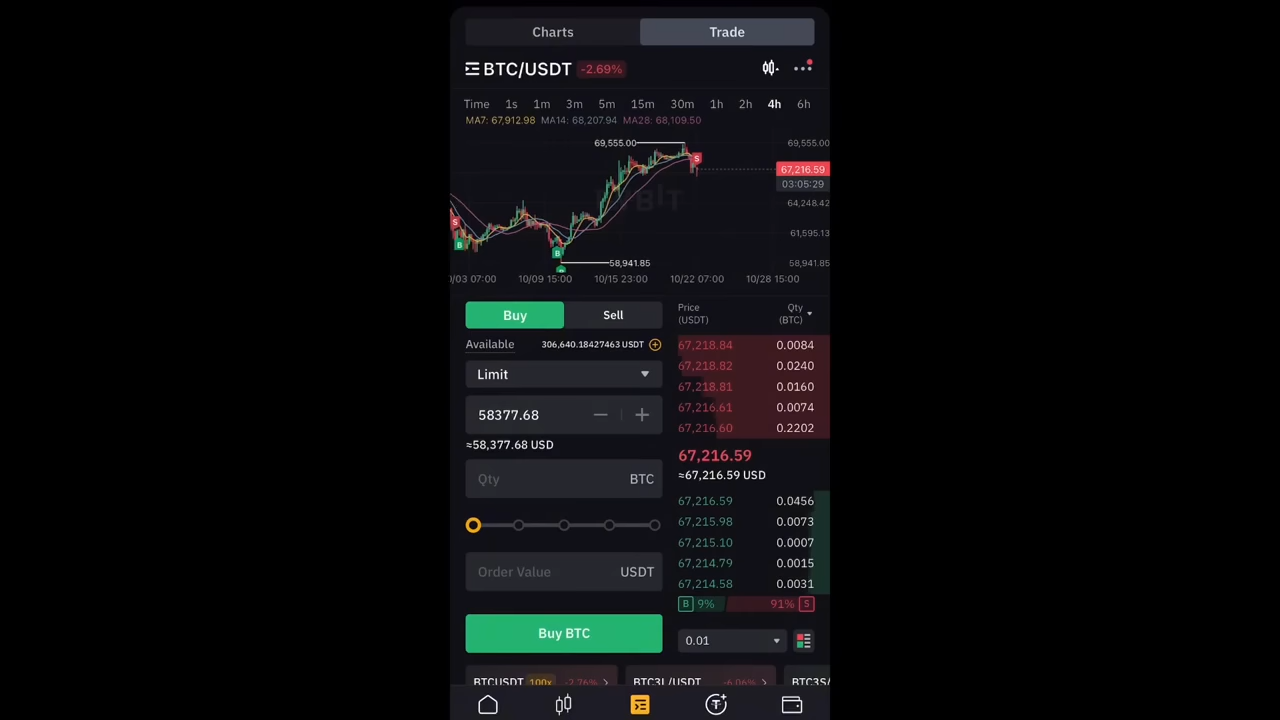 Charts Trade
BTC/USDT -2.69%
Time 1s 1m 3m 5m 15m 30m 1h 2h 4h 6h
MA7: 67,912.98 MA14: 68,207.94 MA28: 68,109.50
69,555.00 69,555.00
S
67,216.59
03:05:29
64,248.42
S
61,595.13
B
B
58,941.85 58,941.85
10/09 15:00 10/15 23:00 10/22 07:00 10/28 15:00
Buy Sell
Available 306,640.18427463 USDT
Limit
58377.68
≈58,377.68 USD
Qty BTC
Order Value USDT
Buy BTC
Price Qty
(USDT) (BTC)
67,218.84 0.0084
67,218.82 0.0240
67,218.81 0.0160
67,216.61 0.0074
67,216.60 0.2202
67,216.59
≈67,216.59 USD
67,216.59 0.0456
67,215.98 0.0073
67,215.10 0.0007
67,214.79 0.0015
67,214.58 0.0031
B 9% 91% S
0.01
BTCUSDT 100x -2.76% BTC3L/USDT -6.06% BTC3S/